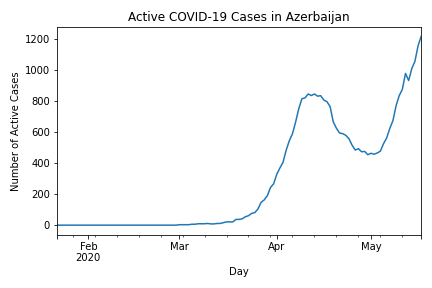 Active COVID-19 Cases in Azerbaijan
Number of Active Cases
1200
1000
800
600
400
200
0
Feb
2020
Mar
Apr
May
Day